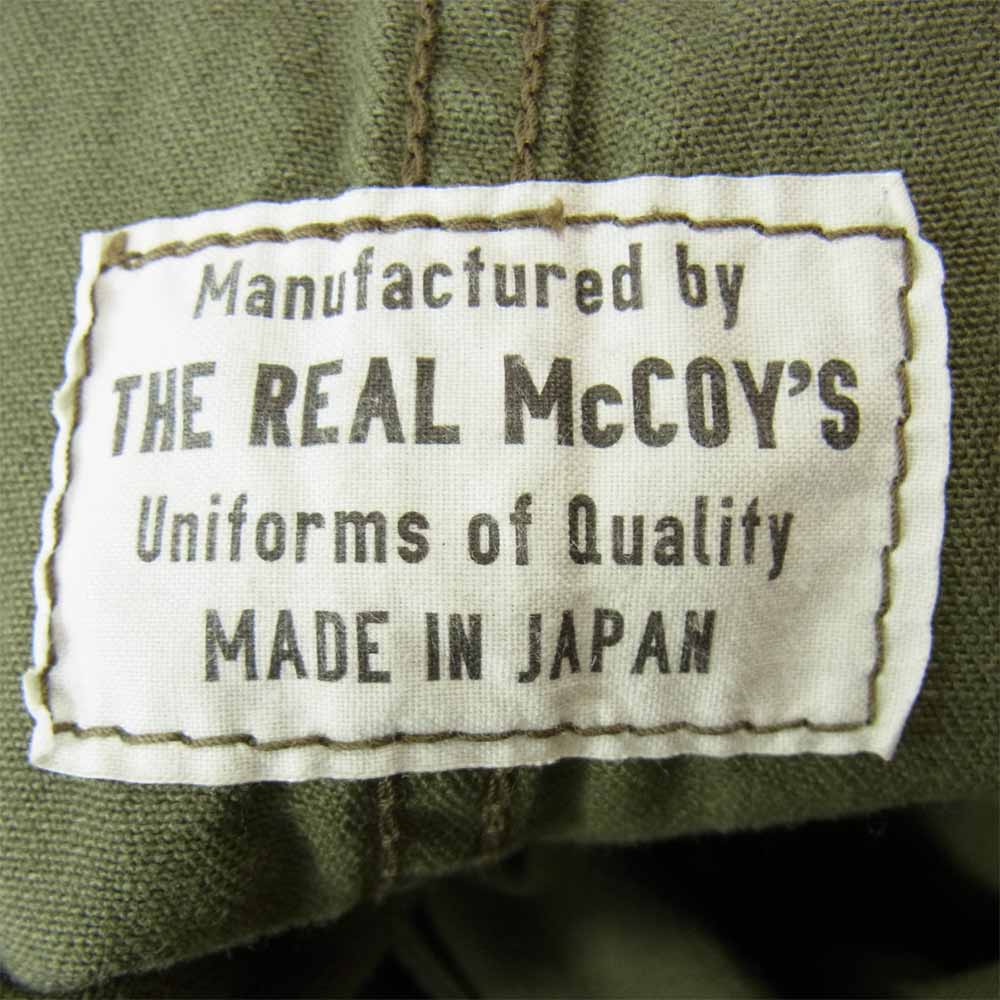 Manufactured by
THE REAL McCOY'S
Uniforms of Quality
MADE IN JAPAN